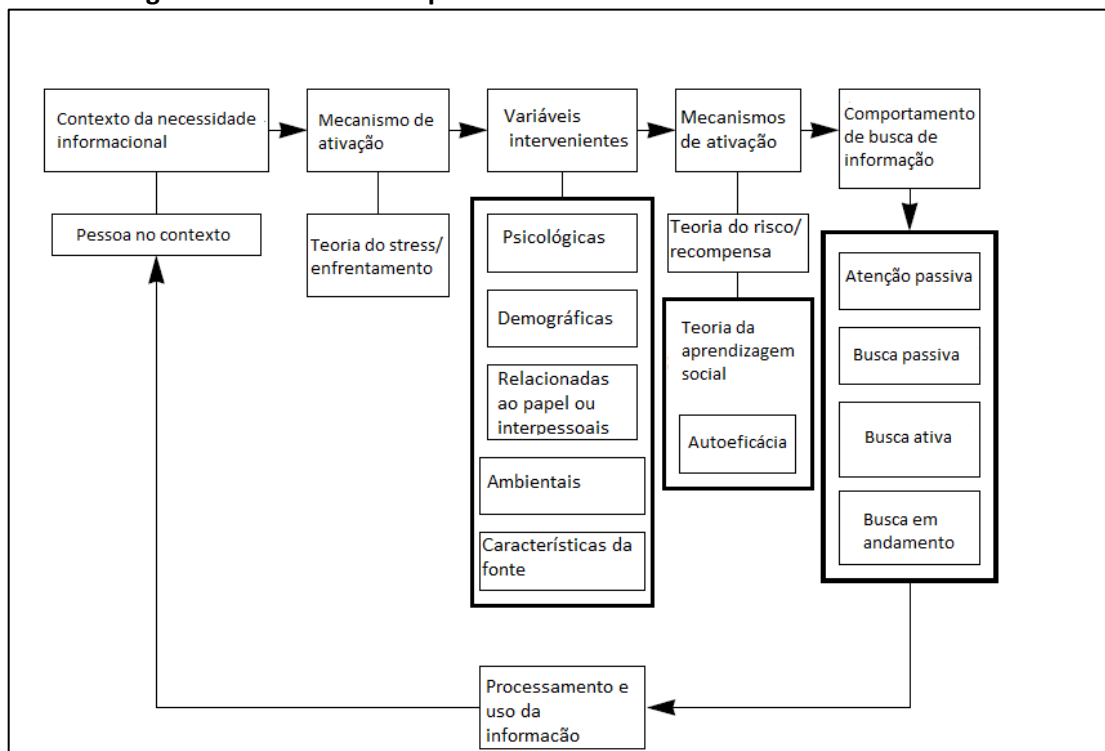 Contexto da necessidade
informacional
Mecanismo de
ativação
Variáveis
intervenientes
Mecanismos
de ativação
Comportamento
de busca de
informação
Pessoa no contexto
Teoria do stress/
enfrentamento
Psicológicas
Demográficas
Relacionadas
ao papel ou
interpessoais
Ambientais
Características da
fonte
Teoria do risco/
recompensa
Teoria da
aprendizagem
social
Autoeficácia
Atenção passiva
Busca passiva
Busca ativa
Busca em
andamento
Processamento e
uso da
informacão